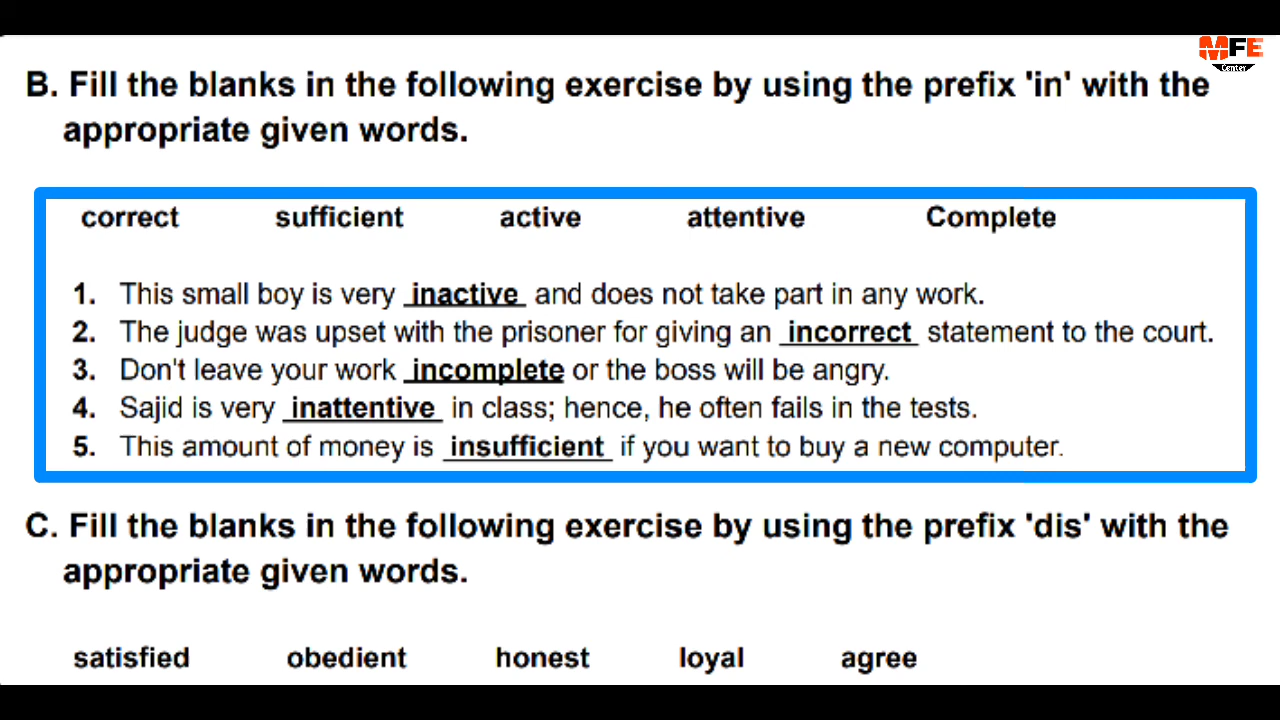 MFE
Center
B. Fill the blanks in the following exercise by using the prefix 'in' with the
appropriate given words.
correct sufficient active attentive Complete
1. This small boy is very inactive and does not take part in any work.
2. The judge was upset with the prisoner for giving an incorrect statement to the court.
3. Don't leave your work incomplete or the boss will be angry.
4. Sajid is very inattentive in class; hence, he often fails in the tests.
5. This amount of money is insufficient if you want to buy a new computer.
C. Fill the blanks in the following exercise by using the prefix 'dis' with the
appropriate given words.
satisfied obedient honest loyal agree